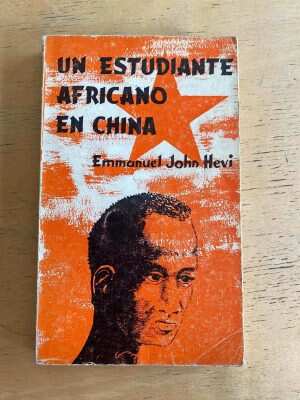 UN ESTUDIANTE
AFRICANO
EN CHINA
Emmanuel John Hevi